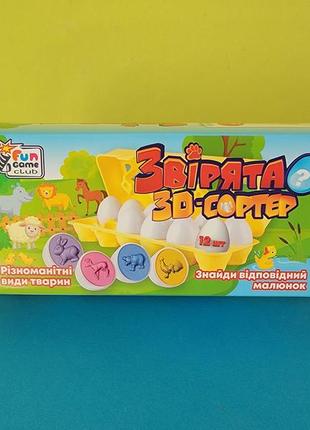 Fun
Game
club
Звірята
3D-сортер
?
12 шт
Різноманітні
види тварин
Знайди відповідний
малюнок